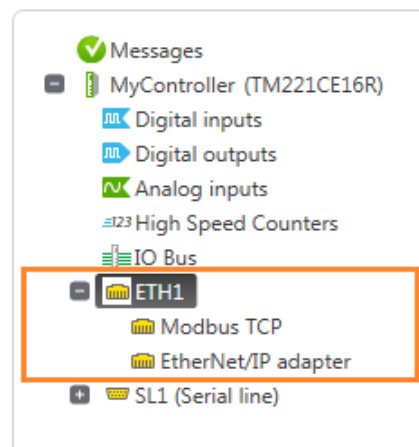 Messages
MyController (TM221CE16R)
Digital inputs
Digital outputs
Analog inputs
=123 High Speed Counters
IO Bus
ETH1
Modbus TCP
EtherNet/IP adapter
SL1 (Serial line)